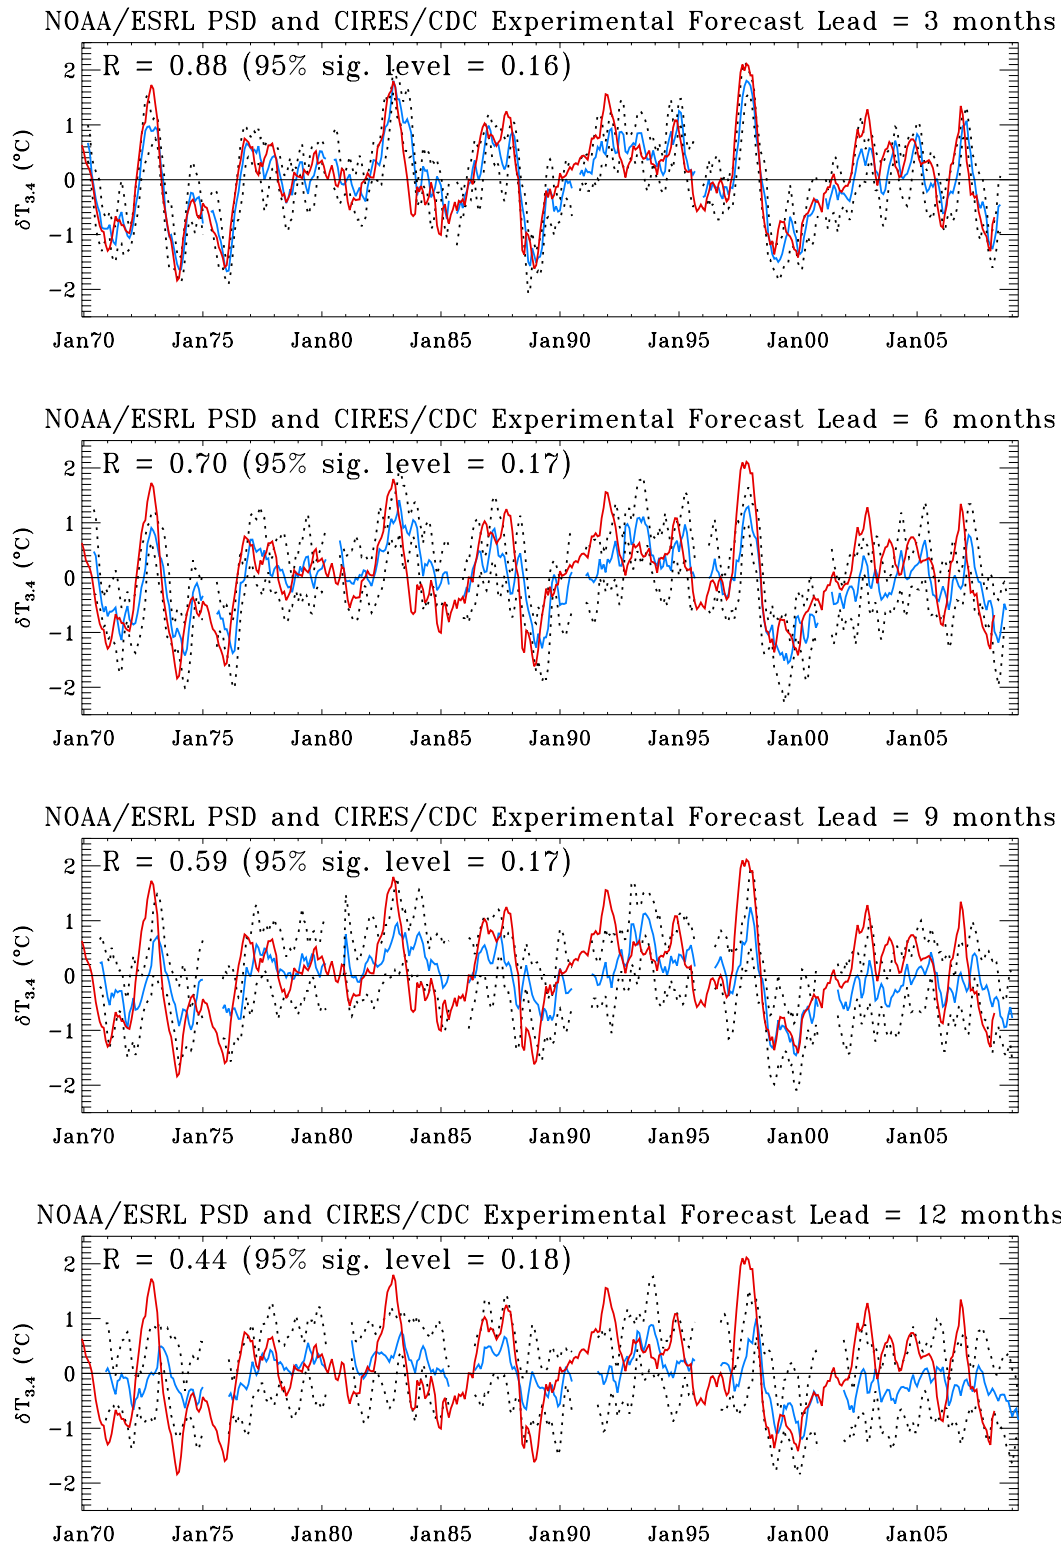 NOAA/ESRL PSD and CIRES/CDC Experimental Forecast Lead = 3 months
R = 0.88 (95% sig. level = 0.16)
δT3.4 (°C)
2
1
0
−1
−2
Jan70 Jan75 Jan80 Jan85 Jan90 Jan95 Jan00 Jan05
NOAA/ESRL PSD and CIRES/CDC Experimental Forecast Lead = 6 months
R = 0.70 (95% sig. level = 0.17)
δT3.4 (°C)
2
1
0
−1
−2
Jan70 Jan75 Jan80 Jan85 Jan90 Jan95 Jan00 Jan05
NOAA/ESRL PSD and CIRES/CDC Experimental Forecast Lead = 9 months
R = 0.59 (95% sig. level = 0.17)
δT3.4 (°C)
2
1
0
−1
−2
Jan70 Jan75 Jan80 Jan85 Jan90 Jan95 Jan00 Jan05
NOAA/ESRL PSD and CIRES/CDC Experimental Forecast Lead = 12 months
R = 0.44 (95% sig. level = 0.18)
δT3.4 (°C)
2
1
0
−1
−2
Jan70 Jan75 Jan80 Jan85 Jan90 Jan95 Jan00 Jan05